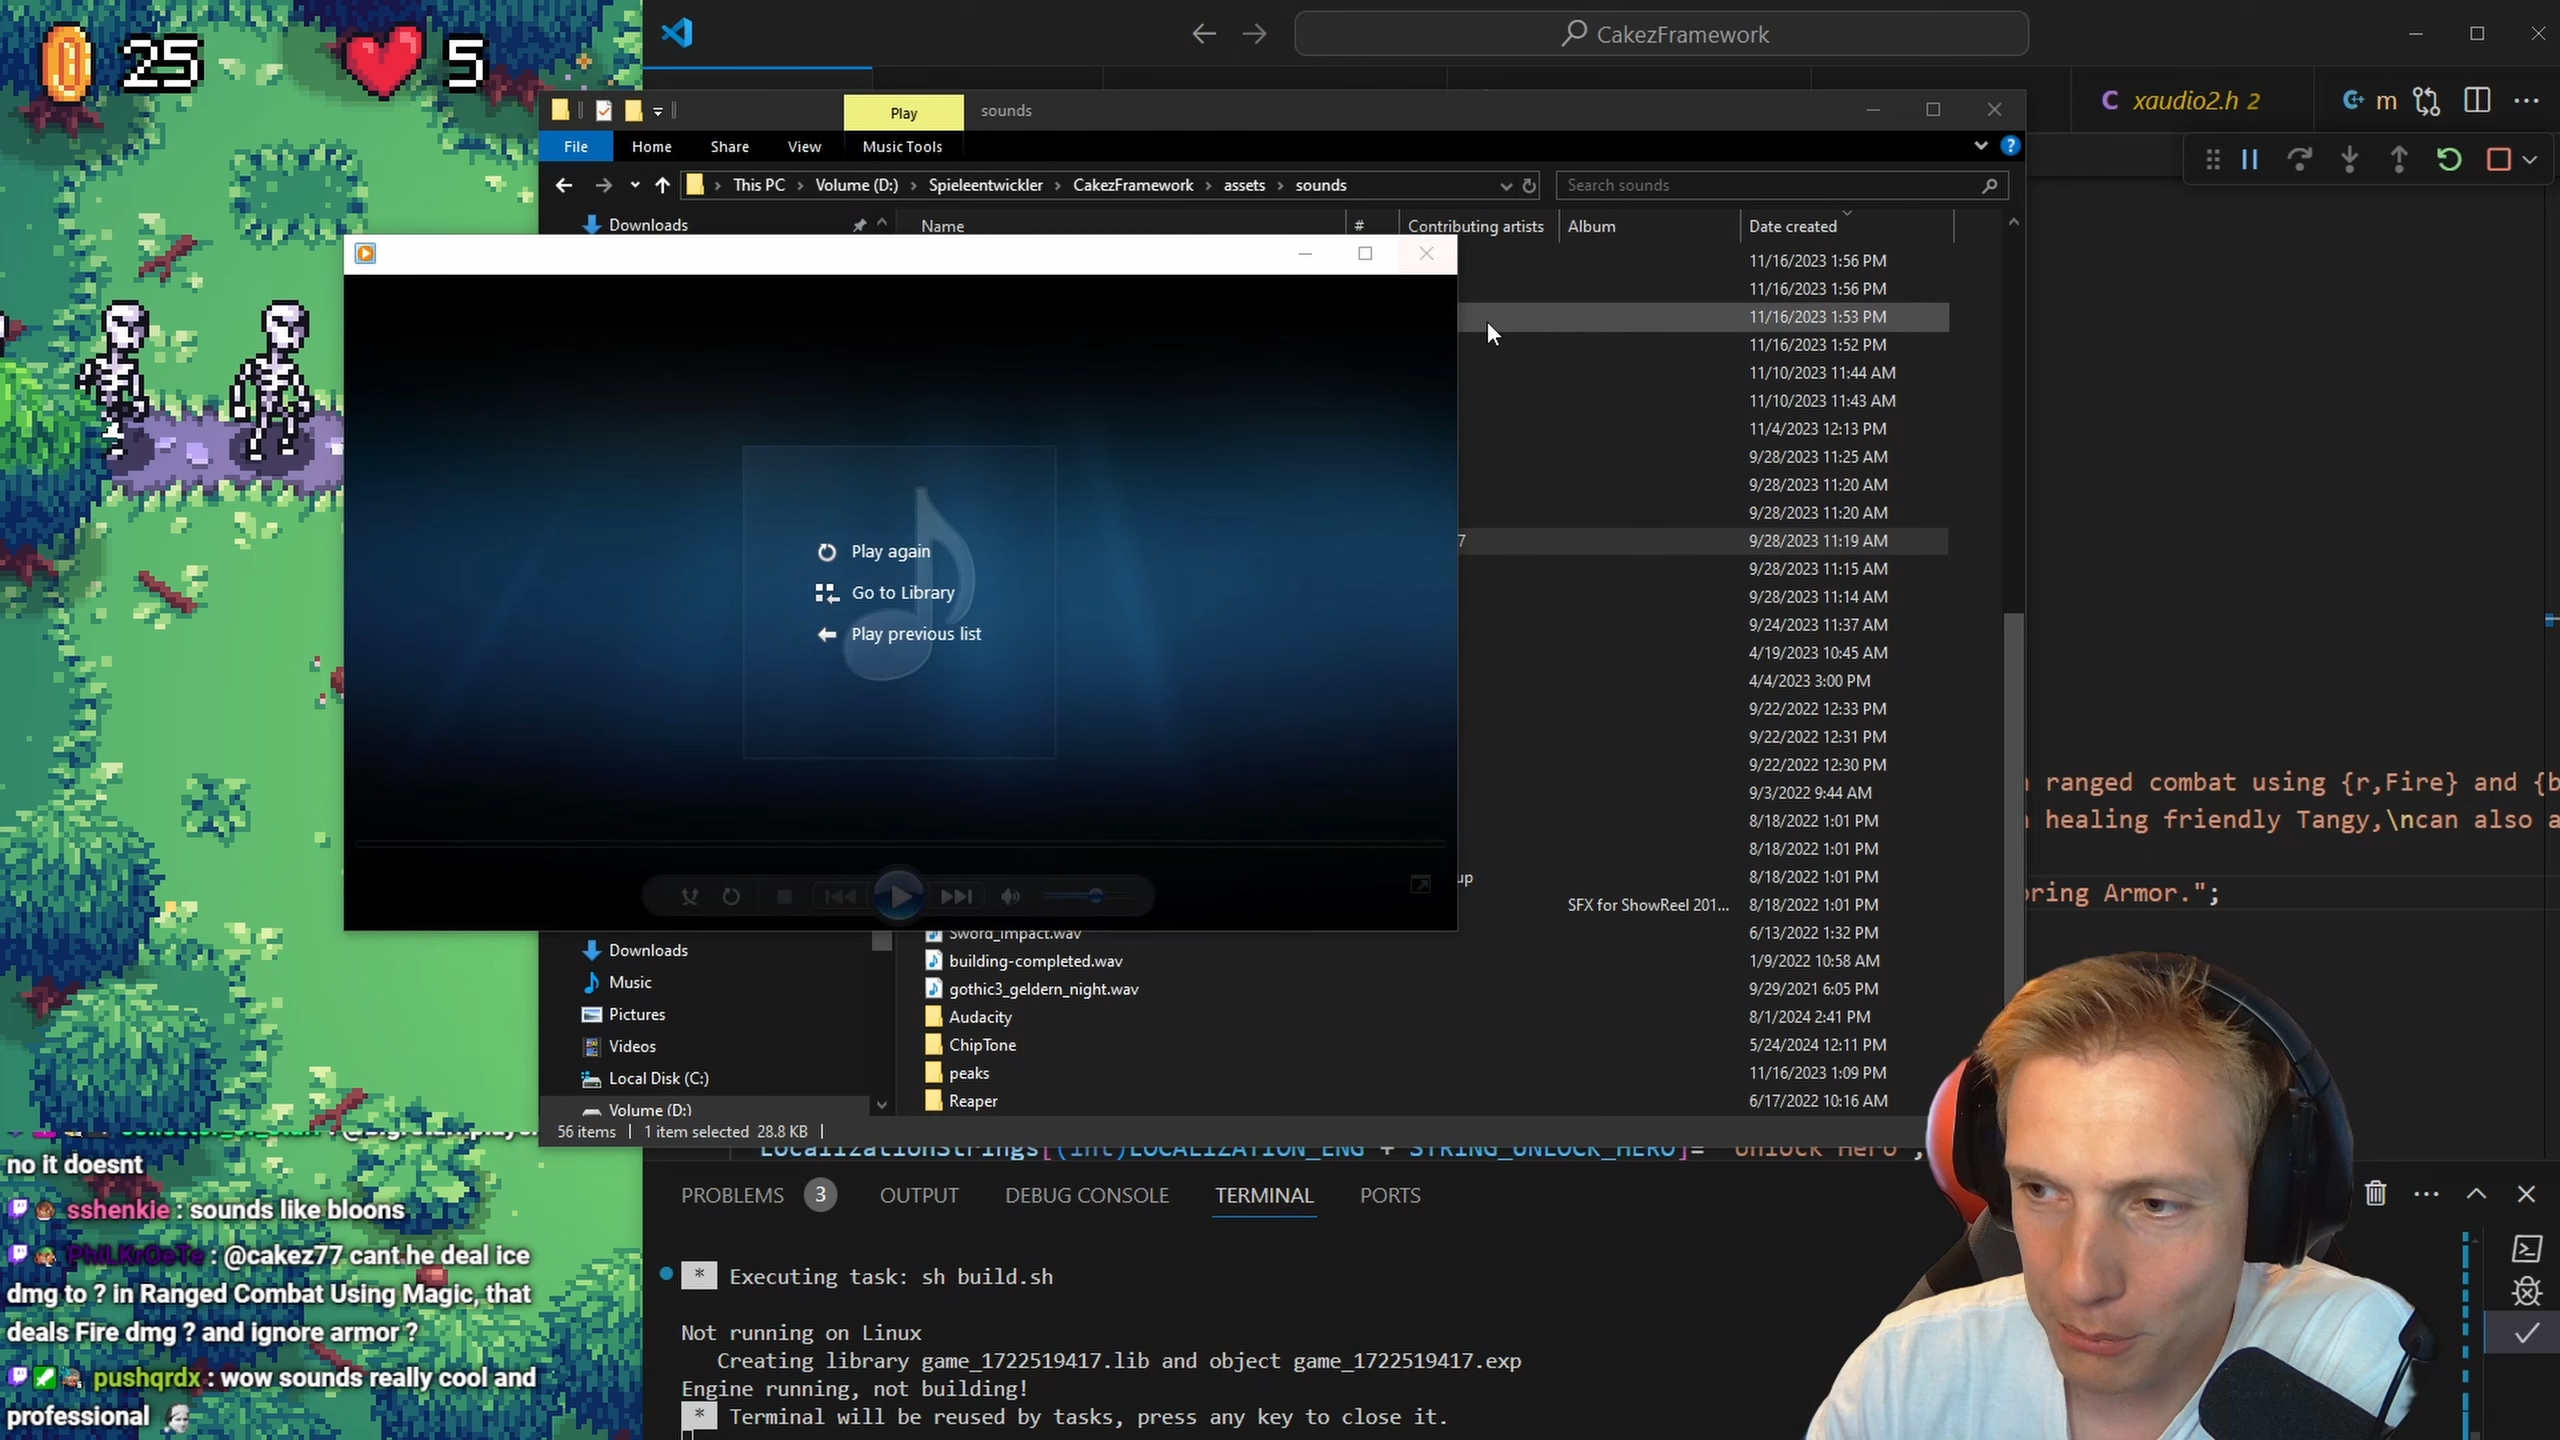 25
5
CakezFramework
xaudio2.h 2
m
Play
sounds
File
Home
Share
View
Music Tools
This PC
Volume (D:)
Spieleentwickler
CakezFramework
assets
sounds
Search sounds
Downloads
Name
#
Contributing artists
Album
Date created
11/16/2023 1:56 PM
11/16/2023 1:56 PM
11/16/2023 1:53 PM
11/16/2023 1:52 PM
11/10/2023 11:44 AM
11/10/2023 11:43 AM
11/4/2023 12:13 PM
9/28/2023 11:25 AM
9/28/2023 11:20 AM
9/28/2023 11:20 AM
7
9/28/2023 11:19 AM
9/28/2023 11:15 AM
9/28/2023 11:14 AM
9/24/2023 11:37 AM
4/19/2023 10:45 AM
4/4/2023 3:00 PM
9/22/2022 12:33 PM
9/22/2022 12:31 PM
9/22/2022 12:30 PM
9/3/2022 9:44 AM
8/18/2022 1:01 PM
8/18/2022 1:01 PM
up
8/18/2022 1:01 PM
SFX for ShowReel 201...
8/18/2022 1:01 PM
Play again
Go to Library
Play previous list
Sword_impact.wav
6/13/2022 1:32 PM
building-completed.wav
1/9/2022 10:58 AM
gothic3_geldern_night.wav
9/29/2021 6:05 PM
Audacity
8/1/2024 2:41 PM
ChipTone
5/24/2024 12:11 PM
peaks
11/16/2023 1:09 PM
Reaper
6/17/2022 10:16 AM
Downloads
Music
Pictures
Videos
Local Disk (C:)
Volume (D:)
56 items
1 item selected 28.8 KB
ranged combat using {r,Fire} and {b
healing friendly Tangy,\ncan also a
oring Armor.";
LocalizationStrings[(int)LOCALIZATION_ENG + STRING_UNLOCK_HERO]= "Unlock Hero",
PROBLEMS
3
OUTPUT
DEBUG CONSOLE
TERMINAL
PORTS
* Executing task: sh build.sh
Not running on Linux
Creating library game_1722519417.lib and object game_1722519417.exp
Engine running, not building!
* Terminal will be reused by tasks, press any key to close it.
no it doesnt
sshenkie : sounds like bloons
PhiLKrOeTe : @cakez77 cant he deal ice
dmg to ? in Ranged Combat Using Magic, that
deals Fire dmg ? and ignore armor ?
pushqrdx : wow sounds really cool and
professional